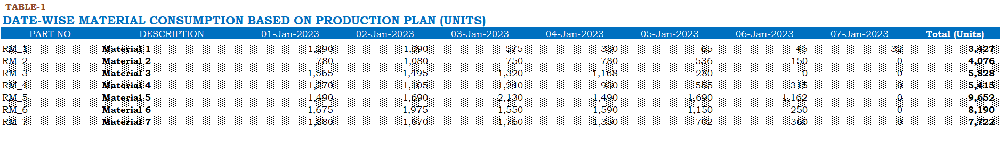 TABLE-1
DATE-WISE MATERIAL CONSUMPTION BASED ON PRODUCTION PLAN (UNITS)
PART NO DESCRIPTION 01-Jan-2023 02-Jan-2023 03-Jan-2023 04-Jan-2023 05-Jan-2023 06-Jan-2023 07-Jan-2023 Total (Units)
RM_1 Material 1 1,290 1,090 575 330 65 45 32 3,427
RM_2 Material 2 780 1,080 750 780 536 150 0 4,076
RM_3 Material 3 1,565 1,495 1,320 1,168 280 0 0 5,828
RM_4 Material 4 1,270 1,105 1,240 930 555 315 0 5,415
RM_5 Material 5 1,490 1,690 2,130 1,490 1,690 1,162 0 9,652
RM_6 Material 6 1,675 1,975 1,550 1,590 1,150 250 0 8,190
RM_7 Material 7 1,880 1,670 1,760 1,350 702 360 0 7,722